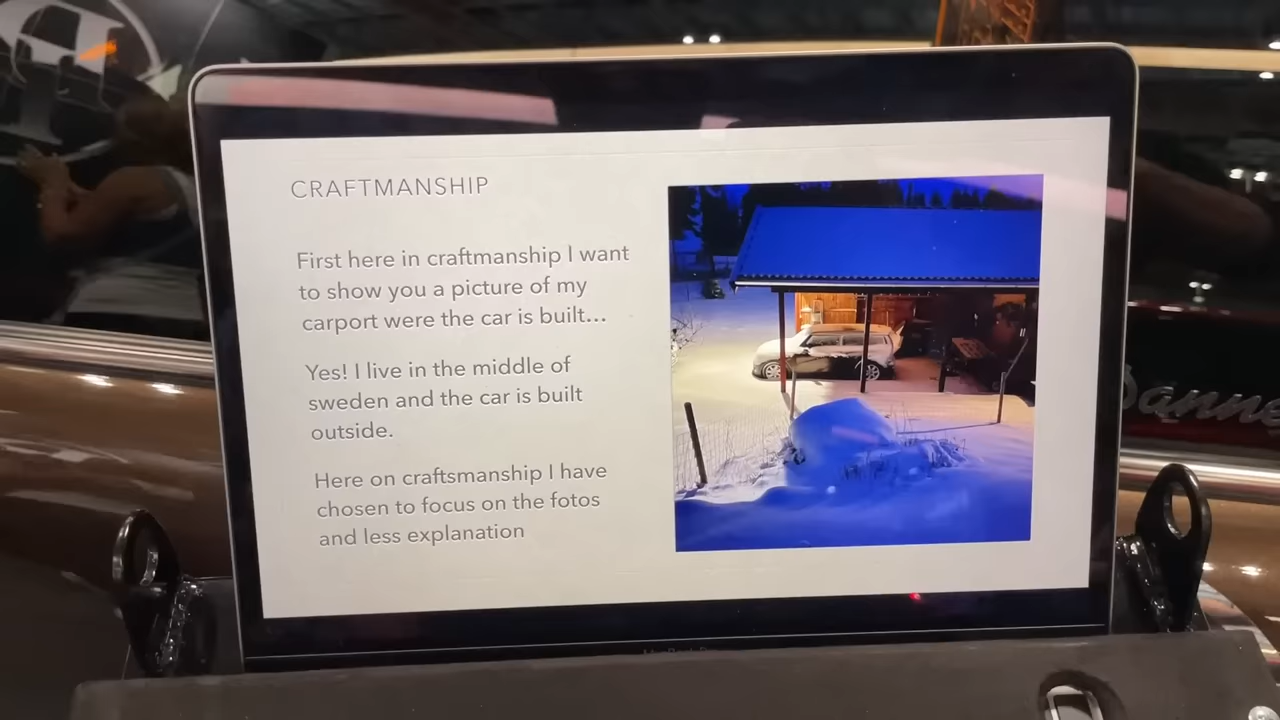 CRAFTMANSHIP
First here in craftmanship I want
to show you a picture of my
carport were the car is built...
Yes! I live in the middle of
sweden and the car is built
outside.
Here on craftsmanship I have
chosen to focus on the fotos
and less explanation